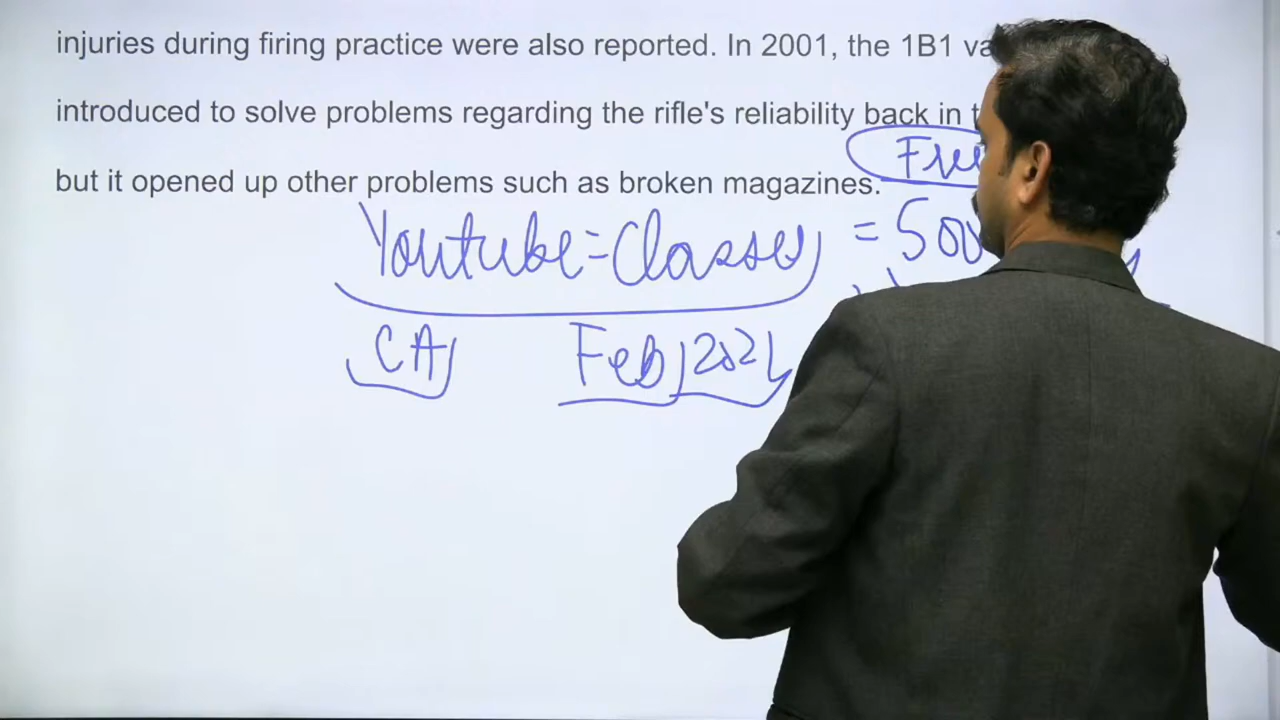 injuries during firing practice were also reported. In 2001, the 1B1
introduced to solve problems regarding the rifle's reliability back in
but it opened up other problems such as broken magazines.
Youtube = Classes =
CA Feb 2021